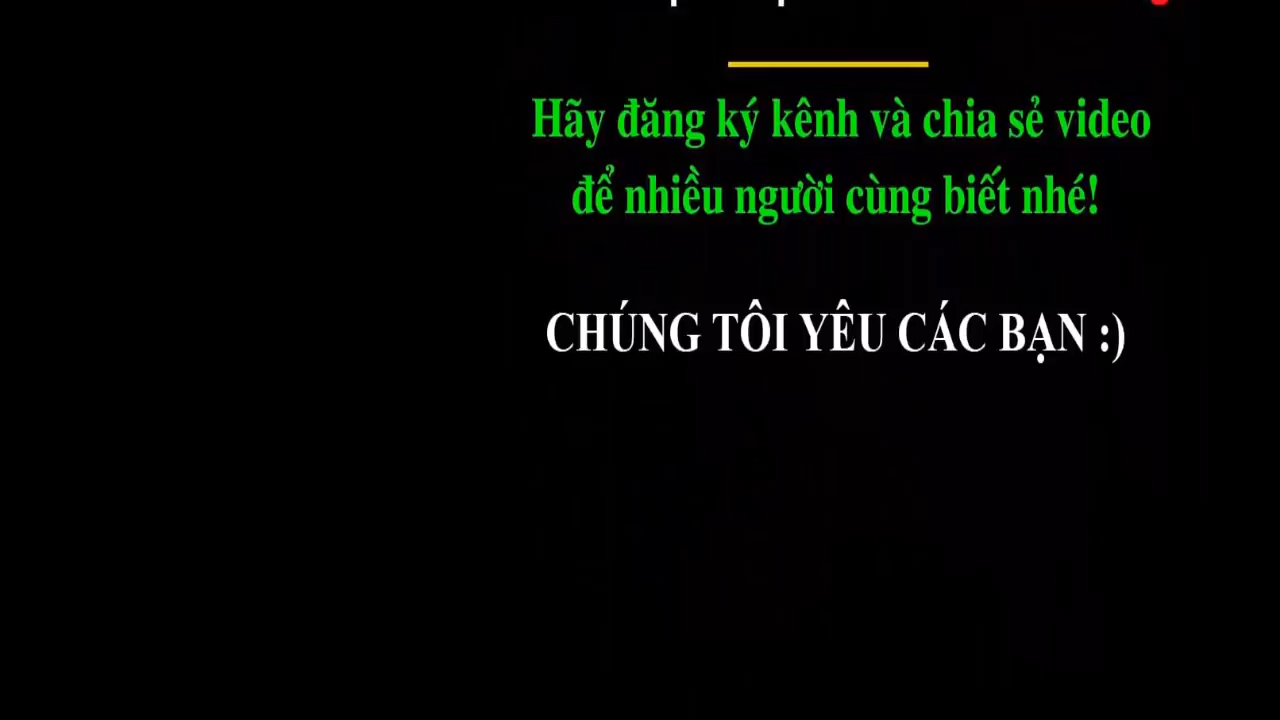 Hãy đăng ký kênh và chia sẻ video
để nhiều người cùng biết nhé!
CHÚNG TÔI YÊU CÁC BẠN :)